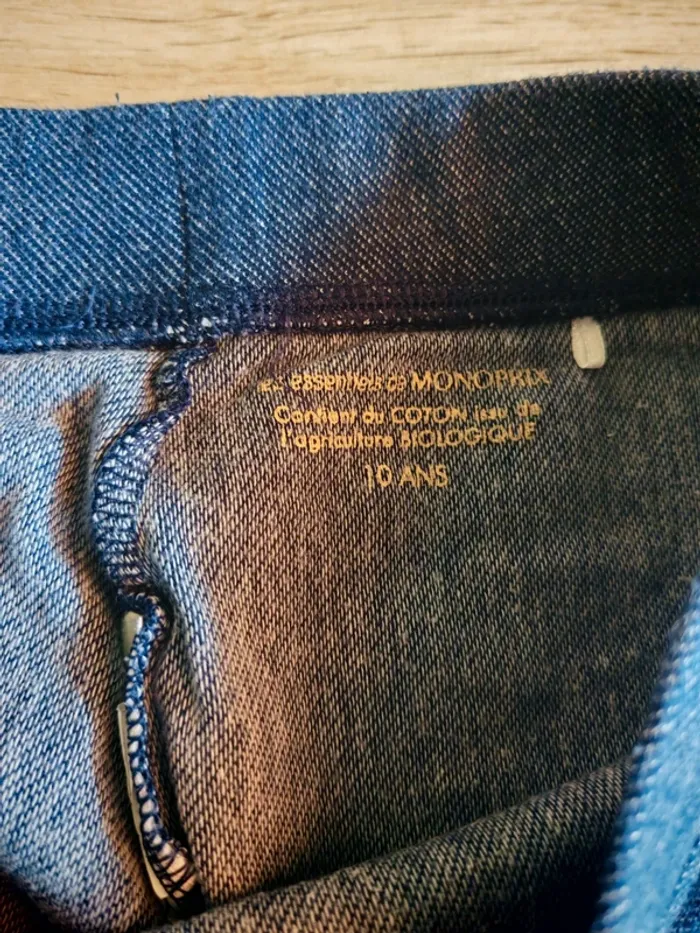 Les essentiels de MONOPRIX
Contient du COTON issu de
l'agriculture BIOLOGIQUE
10 ANS